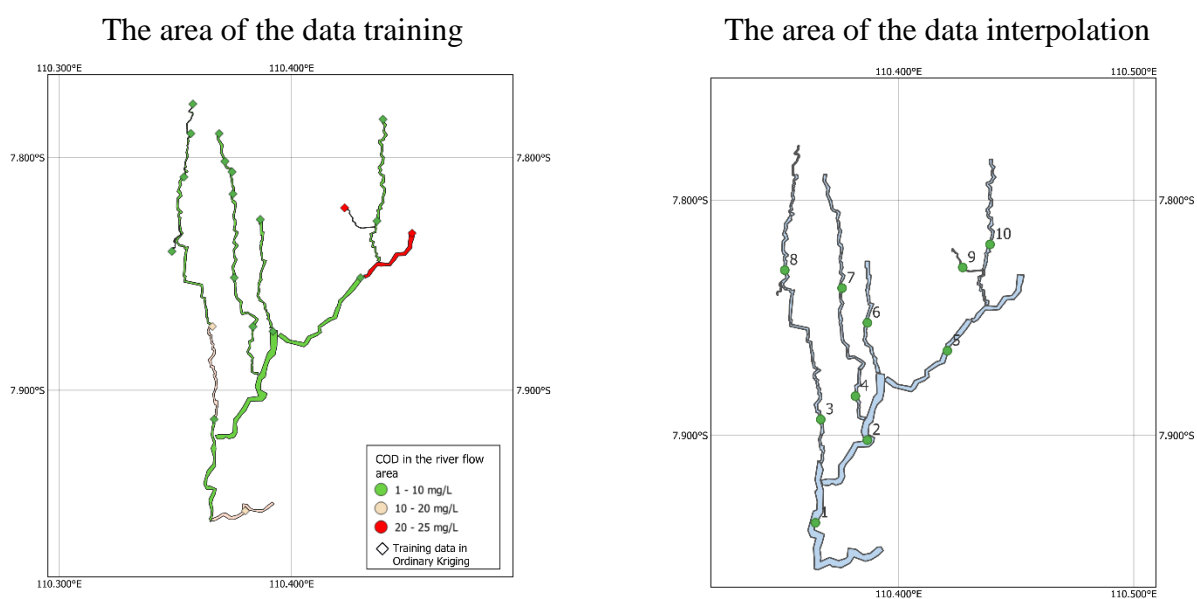 The area of the data training
110.300°E
110.400°E
7.800°S
7.800°S
7.900°S
7.900°S
COD in the river flow
area
1 - 10 mg/L
10 - 20 mg/L
20 - 25 mg/L
Training data in
Ordinary Kriging
110.300°E
110.400°E
The area of the data interpolation
110.400°E
110.500°E
7.800°S
7.800°S
10
9
8
7
6
5
4
3
2
7.900°S
7.900°S
1
110.400°E
110.500°E